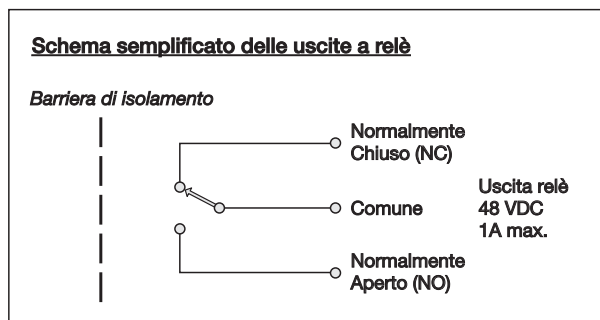 Schema semplificato delle uscite a relè
Barriera di isolamento
Normalmente
Chiuso (NC)
Comune
Uscita relè
48 VDC
1A max.
Normalmente
Aperto (NO)